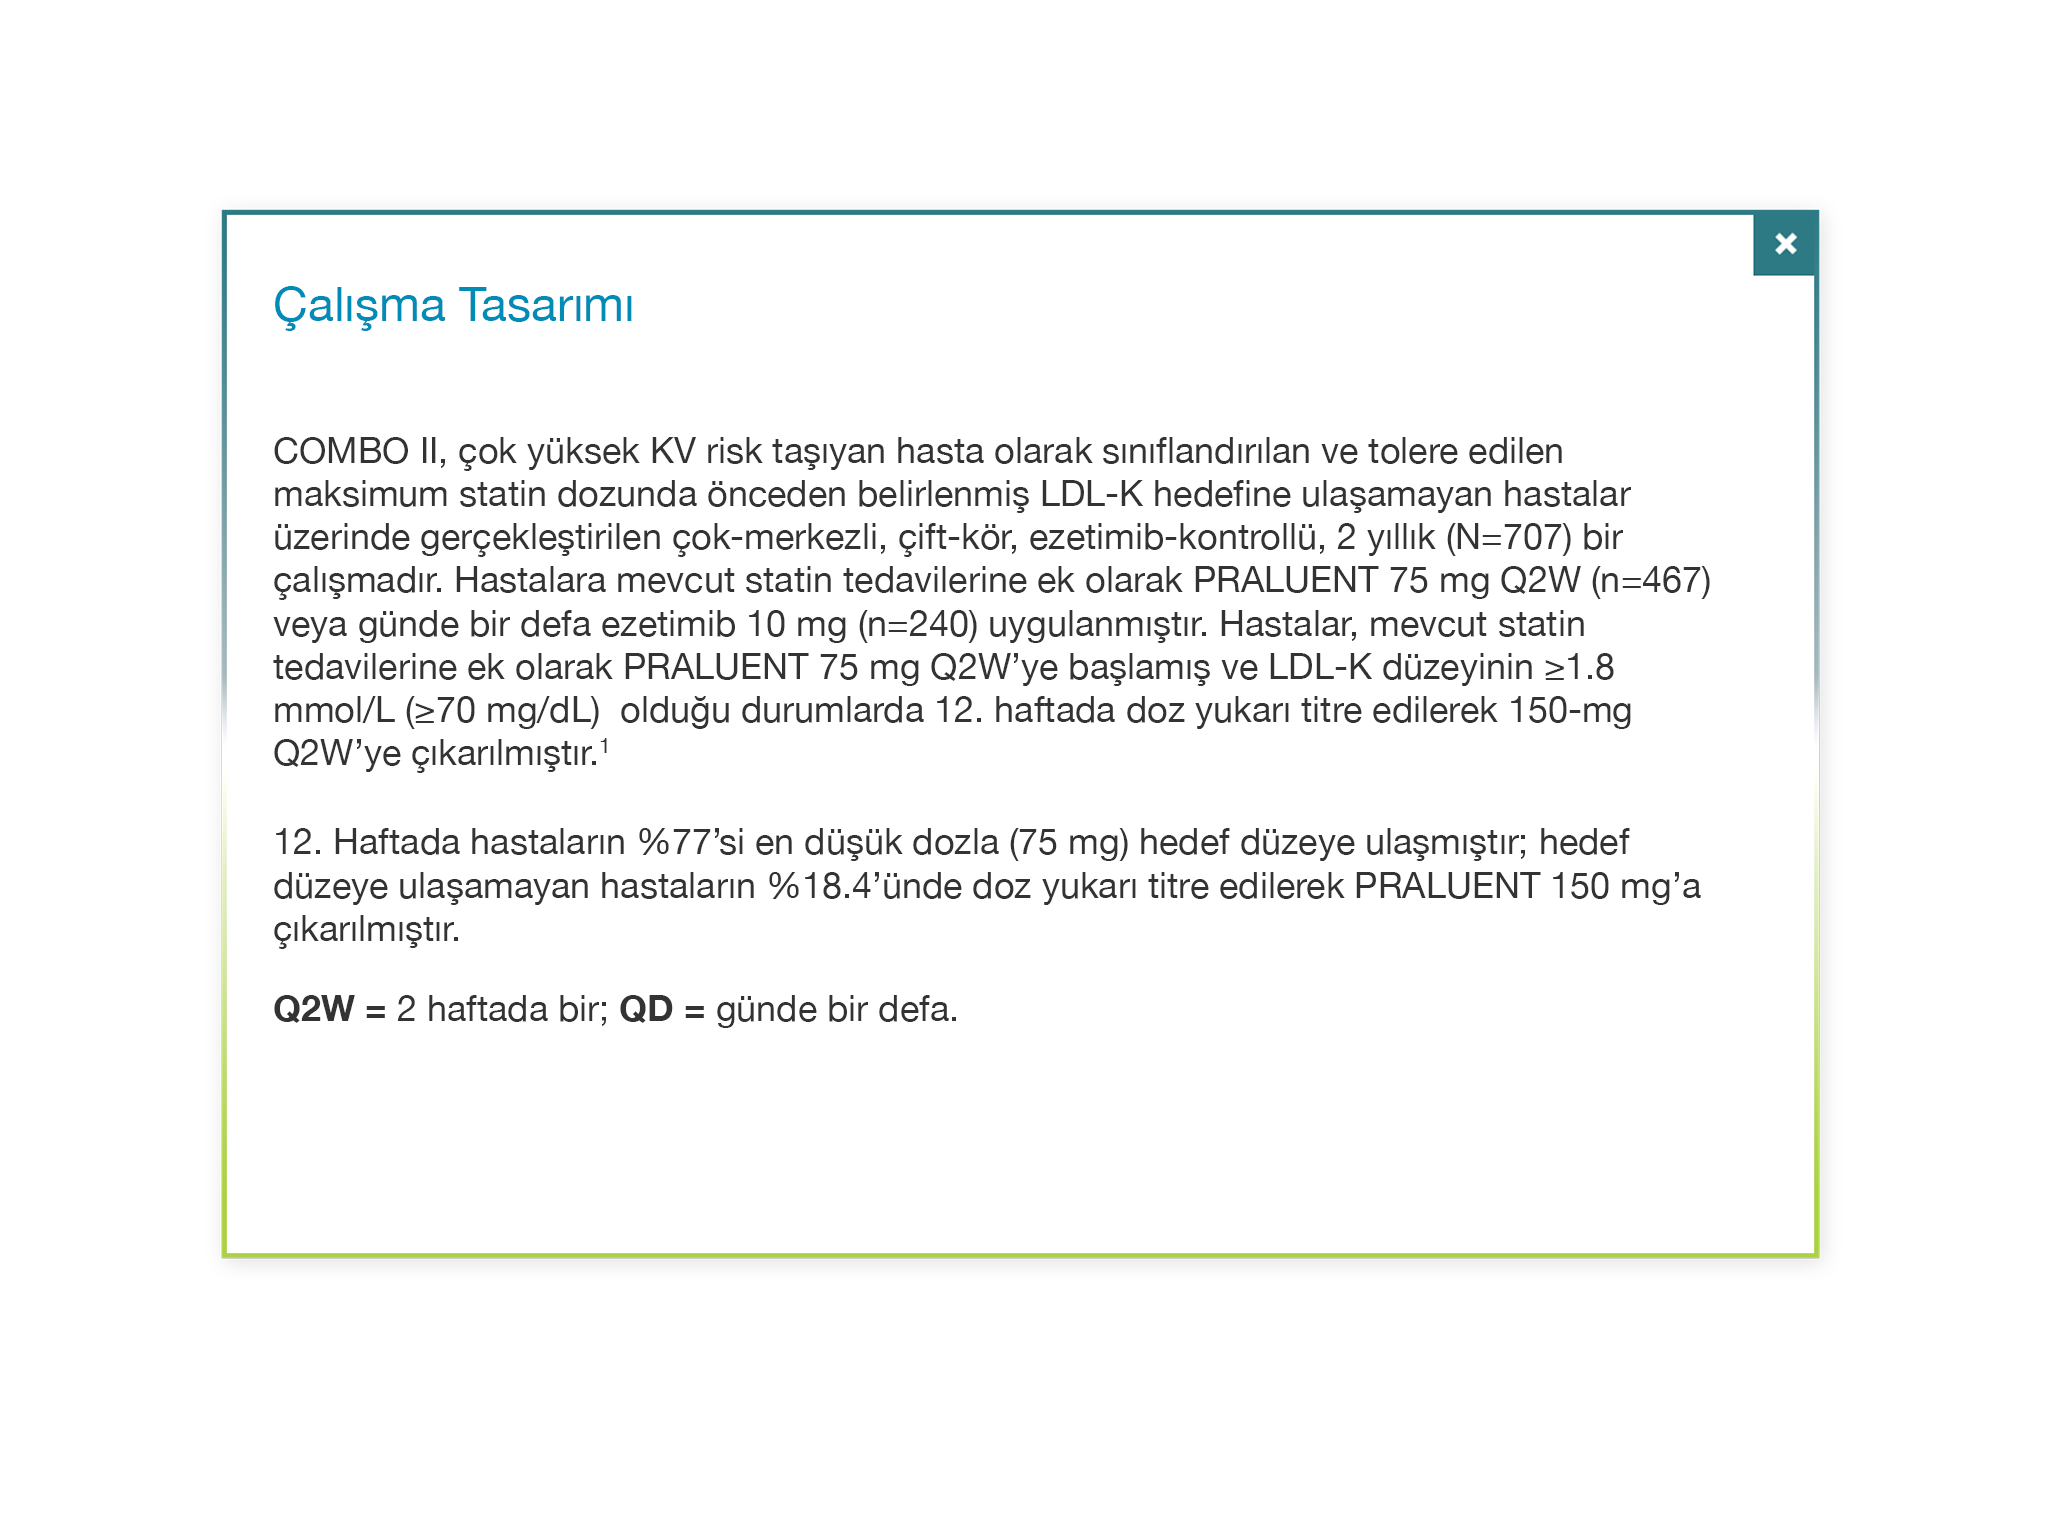 Çalışma Tasarımı
COMBO II, çok yüksek KV risk taşıyan hasta olarak sınıflandırılan ve tolere edilen
maksimum statin dozunda önceden belirlenmiş LDL-K hedefine ulaşamayan hastalar
üzerinde gerçekleştirilen çok-merkezli, çift-kör, ezetimib-kontrollü, 2 yıllık (N=707) bir
çalışmadır. Hastalara mevcut statin tedavilerine ek olarak PRALUENT 75 mg Q2W (n=467)
veya günde bir defa ezetimib 10 mg (n=240) uygulanmıştır. Hastalar, mevcut statin
tedavilerine ek olarak PRALUENT 75 mg Q2W’ye başlamış ve LDL-K düzeyinin ≥1.8
mmol/L (≥70 mg/dL)  olduğu durumlarda 12. haftada doz yukarı titre edilerek 150-mg
Q2W’ye çıkarılmıştır.¹
12. Haftada hastaların %77’si en düşük dozla (75 mg) hedef düzeye ulaşmıştır; hedef
düzeye ulaşamayan hastaların %18.4’ünde doz yukarı titre edilerek PRALUENT 150 mg’a
çıkarılmıştır.
Q2W = 2 haftada bir; QD = günde bir defa.